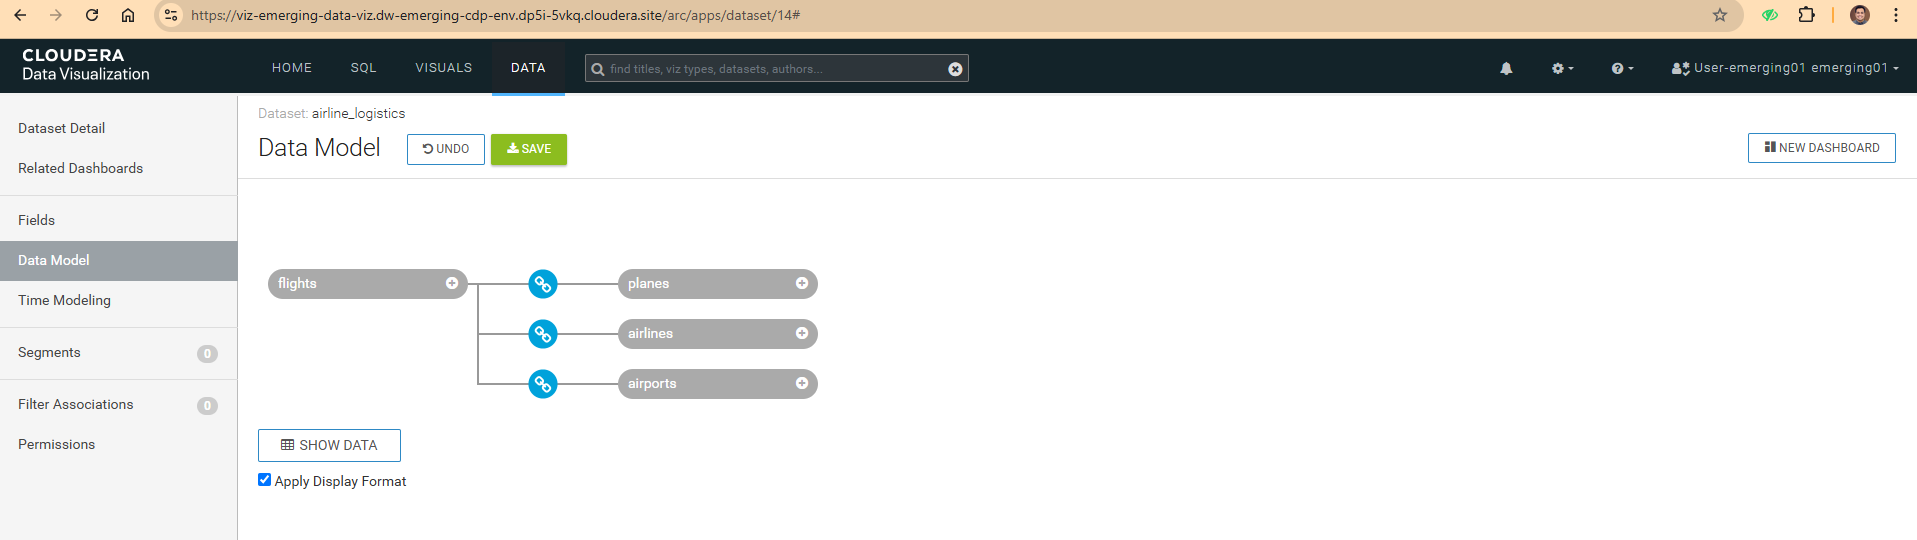 https://viz-emerging-data-viz.dw-emerging-cdp-env.dp5i-5vkq.cloudera.site/arc/apps/dataset/14#
CLOUDERA
Data Visualization
HOME SQL VISUALS DATA find titles, viz types, datasets, authors... User-emerging01 emerging01
Dataset Detail
Related Dashboards
Fields
Data Model
Time Modeling
Segments 0
Filter Associations 0
Permissions
Dataset: airline_logistics
Data Model UNDO SAVE NEW DASHBOARD
flights planes
airlines
airports
SHOW DATA
Apply Display Format